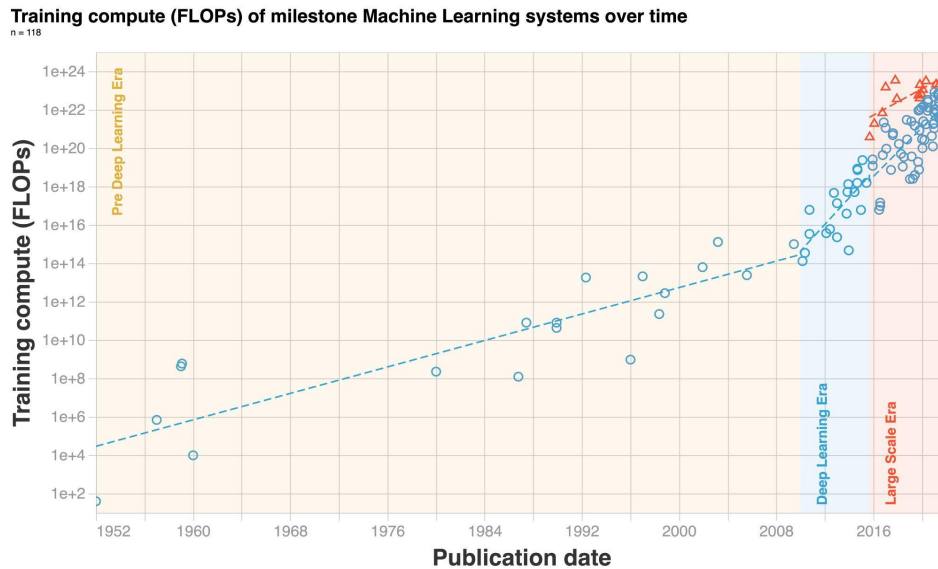 Training compute (FLOPs) of milestone Machine Learning systems over time
n = 118
Training compute (FLOPs)
1e+24
1e+22
1e+20
1e+18
1e+16
1e+14
1e+12
1e+10
1e+8
1e+6
1e+4
1e+2
Pre Deep Learning Era
Deep Learning Era
Large Scale Era
1952 1960 1968 1976 1984 1992 2000 2008 2016
Publication date